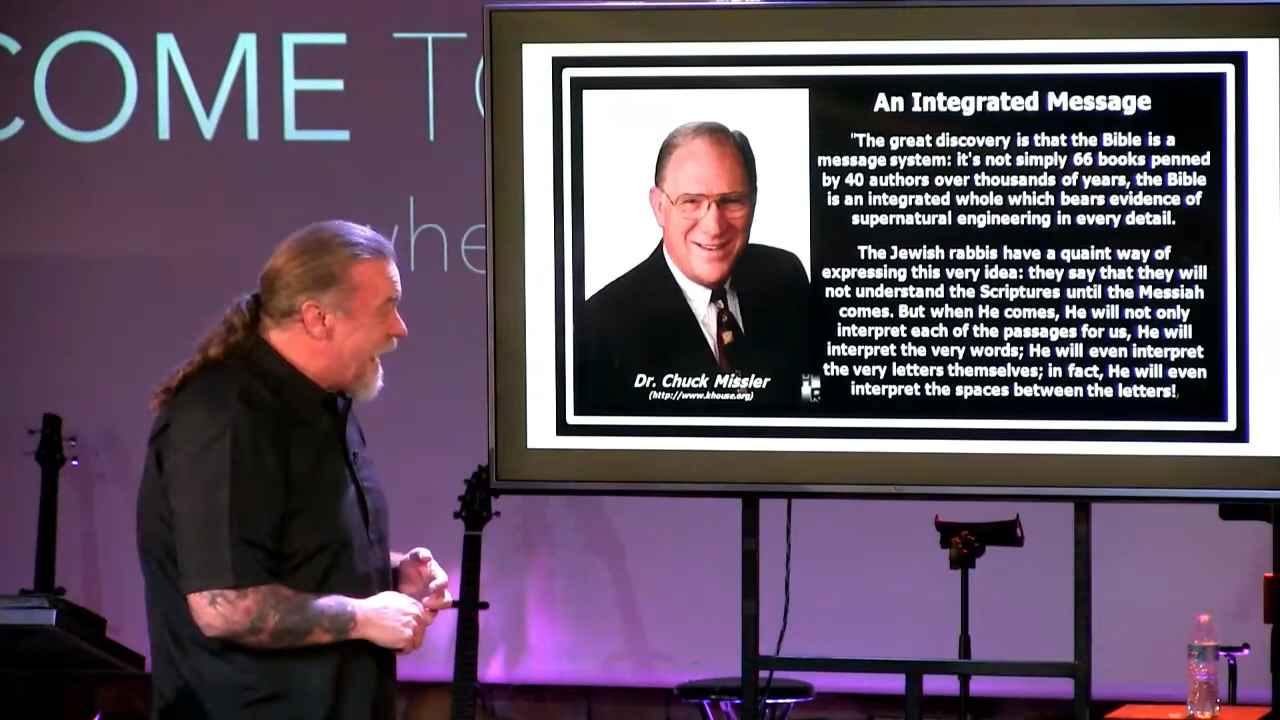 COME TO
whe
An Integrated Message
"The great discovery is that the Bible is a
message system: it's not simply 66 books penned
by 40 authors over thousands of years, the Bible
is an integrated whole which bears evidence of
supernatural engineering in every detail.
The Jewish rabbis have a quaint way of
expressing this very idea: they say that they will
not understand the Scriptures until the Messiah
comes. But when He comes, He will not only
interpret each of the passages for us, He will
interpret the very words; He will even interpret
the very letters themselves; in fact, He will even
interpret the spaces between the letters!
Dr. Chuck Missler
(http://www.khouse.org)